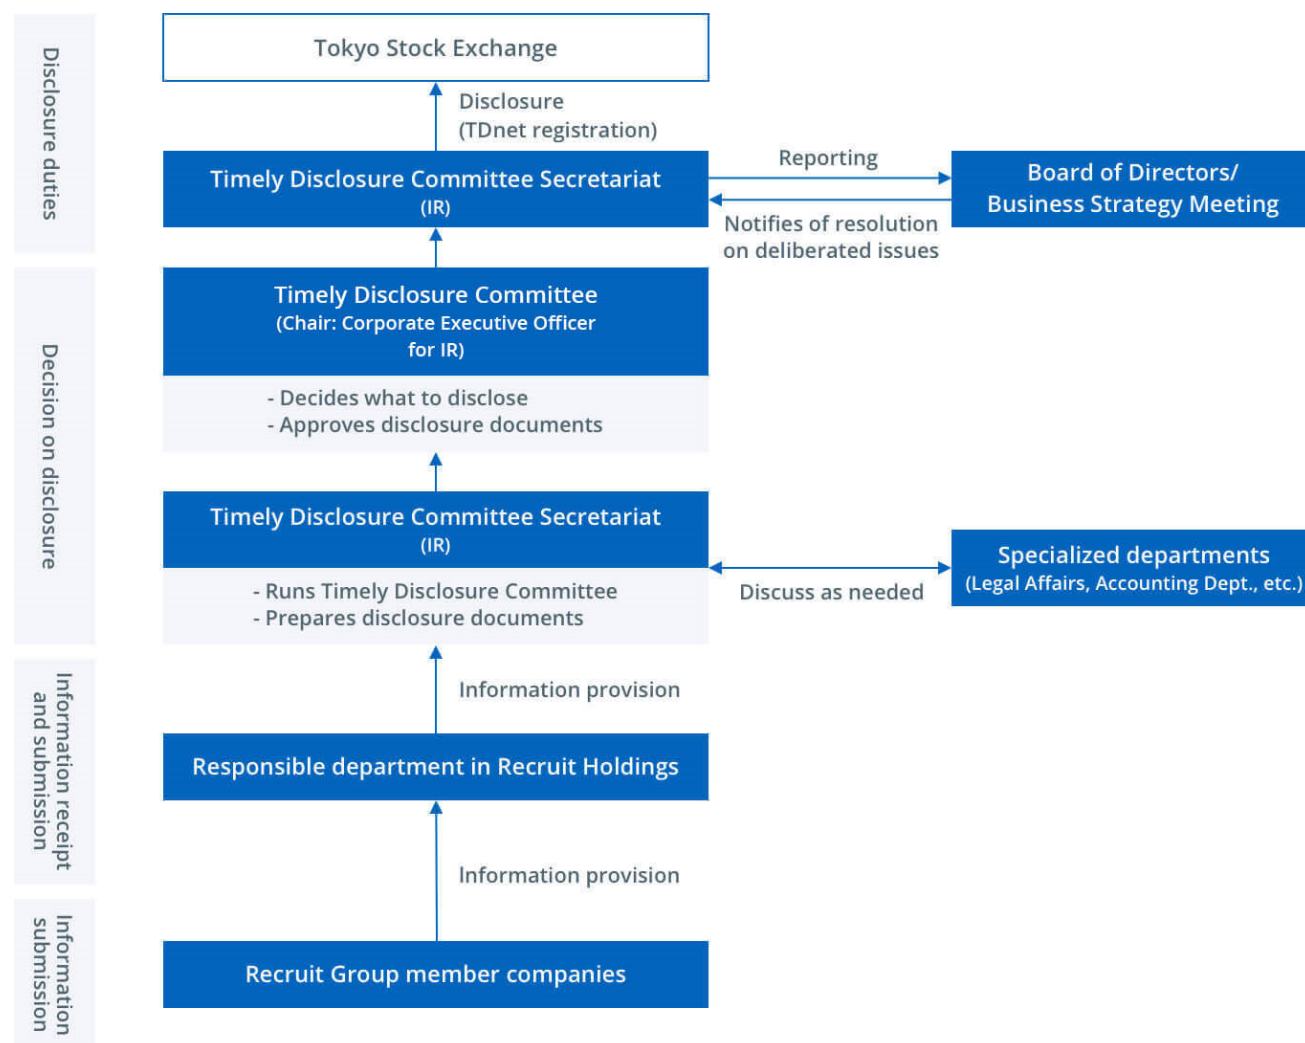 Disclosure duties
Tokyo Stock Exchange
Disclosure
(TDnet registration)
Timely Disclosure Committee Secretariat
(IR)
Reporting
Notifies of resolution
on deliberated issues
Board of Directors/
Business Strategy Meeting
Decision on disclosure
Timely Disclosure Committee
(Chair: Corporate Executive Officer
for IR)
- Decides what to disclose
- Approves disclosure documents
Timely Disclosure Committee Secretariat
(IR)
- Runs Timely Disclosure Committee
- Prepares disclosure documents
Discuss as needed
Specialized departments
(Legal Affairs, Accounting Dept., etc.)
Information receipt
and submission
Information provision
Responsible department in Recruit Holdings
Information provision
Information
submission
Recruit Group member companies